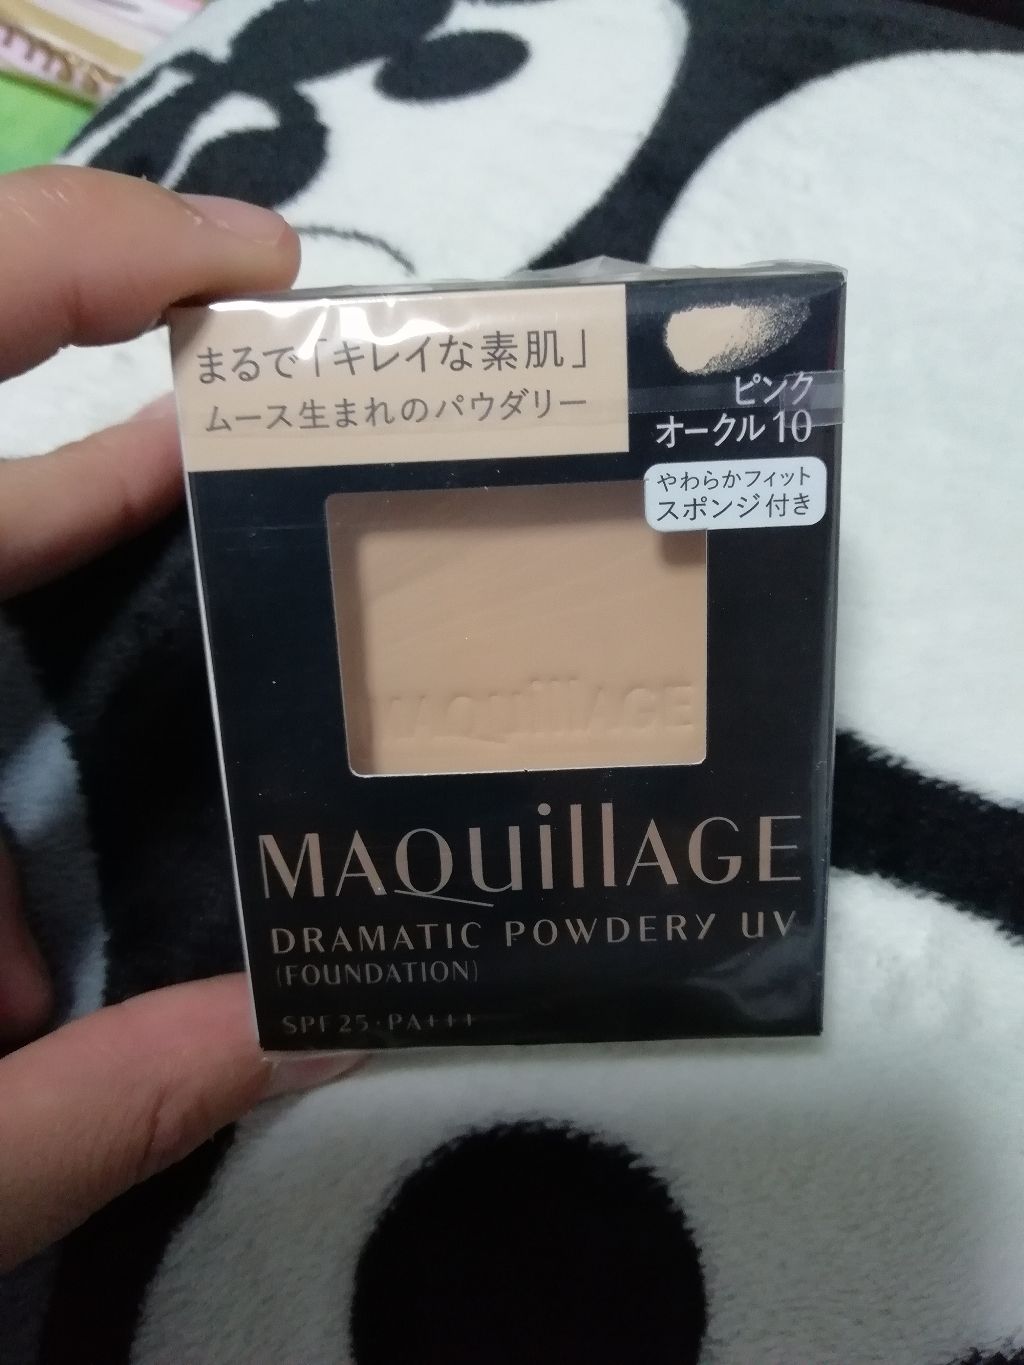 まるで「キレイな素肌」
ムース生まれのパウダリー
ピンク
オークル10
やわらかフィット
スポンジ付き
MAQuillAGE
MAQuillAGE
DRAMATIC POWDERY UV
(FOUNDATION)
SPF25・PA+++